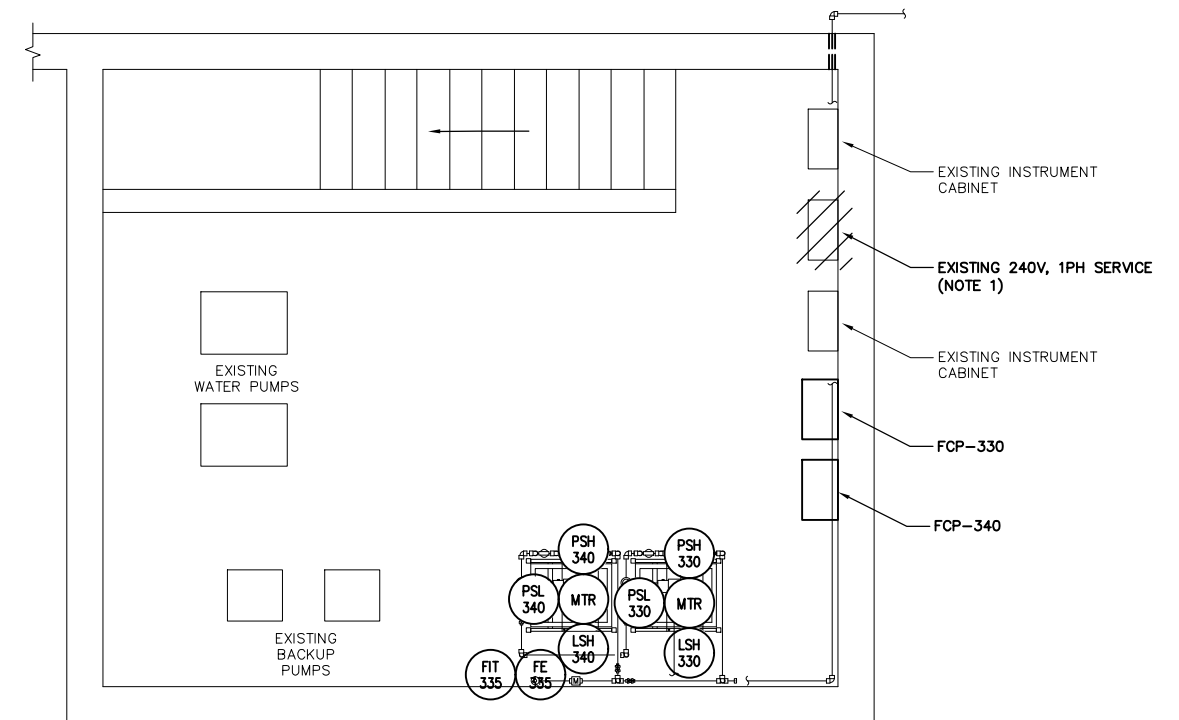 EXISTING INSTRUMENT
CABINET
EXISTING 240V, 1PH SERVICE
(NOTE 1)
EXISTING INSTRUMENT
CABINET
EXISTING
WATER PUMPS
FCP-330
FCP-340
PSH
340
PSH
330
PSL
340
MTR
PSL
330
MTR
EXISTING
BACKUP
PUMPS
LSH
340
LSH
330
FIT
335
FE
335
M